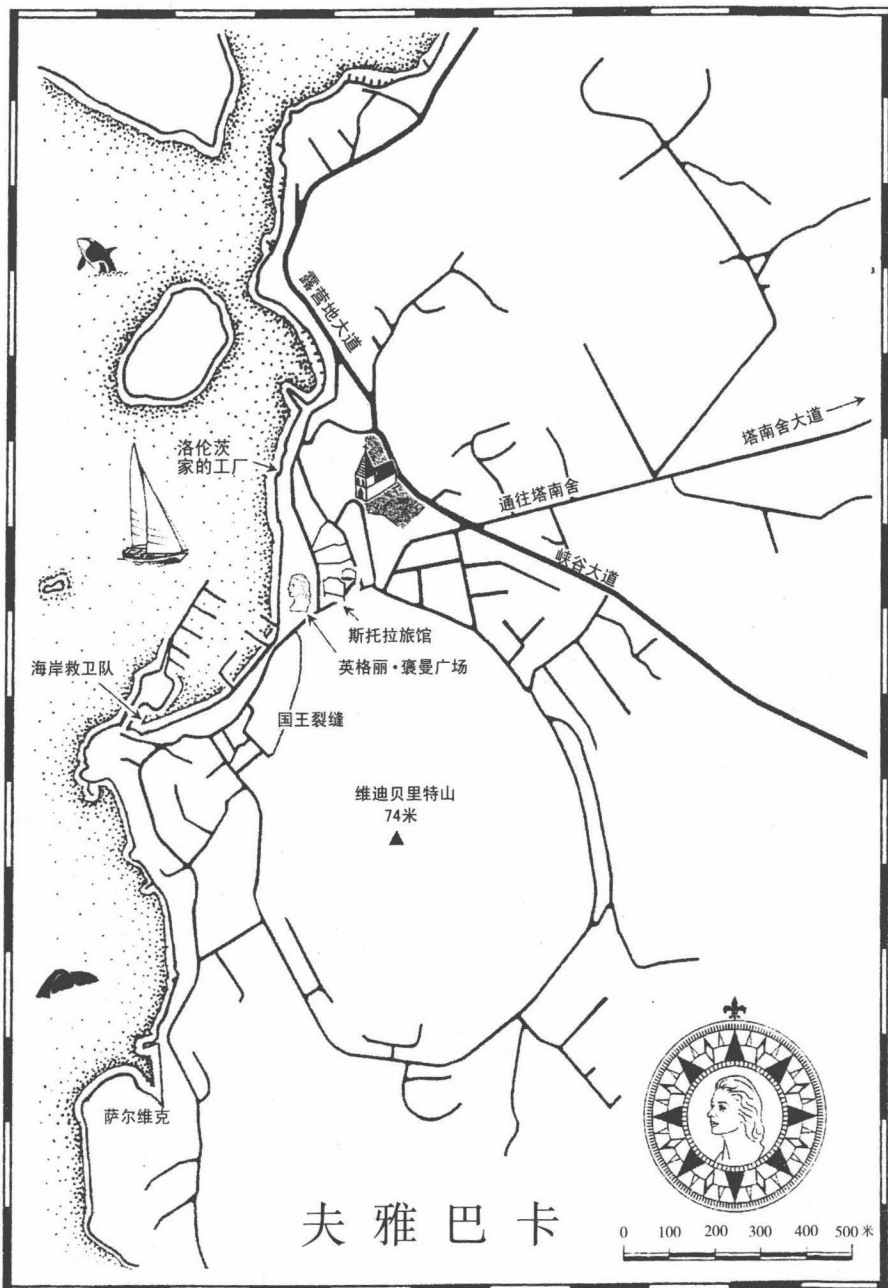 露营地大道
洛伦茨
家的工厂
塔南舍大道
通往塔南舍
峡谷大道
斯托拉旅馆
英格丽·褒曼广场
海岸救卫队
国王裂缝
维迪贝里特山
74米
萨尔维克
夫雅巴卡
0 100 200 300 400 500 米